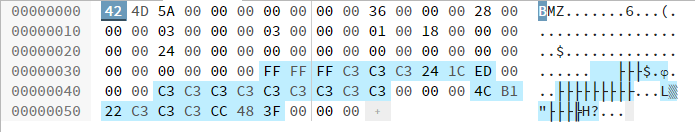 00000000 42 4D 5A 00 00 00 00 00 00 00 36 00 00 00 28 00 BMZ.......6...(.
00000010 00 00 03 00 00 00 03 00 00 00 01 00 18 00 00 00 ................
00000020 00 00 24 00 00 00 00 00 00 00 00 00 00 00 00 00 ..$.............
00000030 00 00 00 00 00 00 FF FF FF C3 C3 C3 24 1C ED 00 ......   ├├├$.φ.
00000040 00 00 C3 C3 C3 C3 C3 C3 C3 C3 C3 00 00 00 4C B1 ..├├├├├├├├├...L▒
00000050 22 C3 C3 C3 CC 48 3F 00 00 00 + "├├├╠H?...